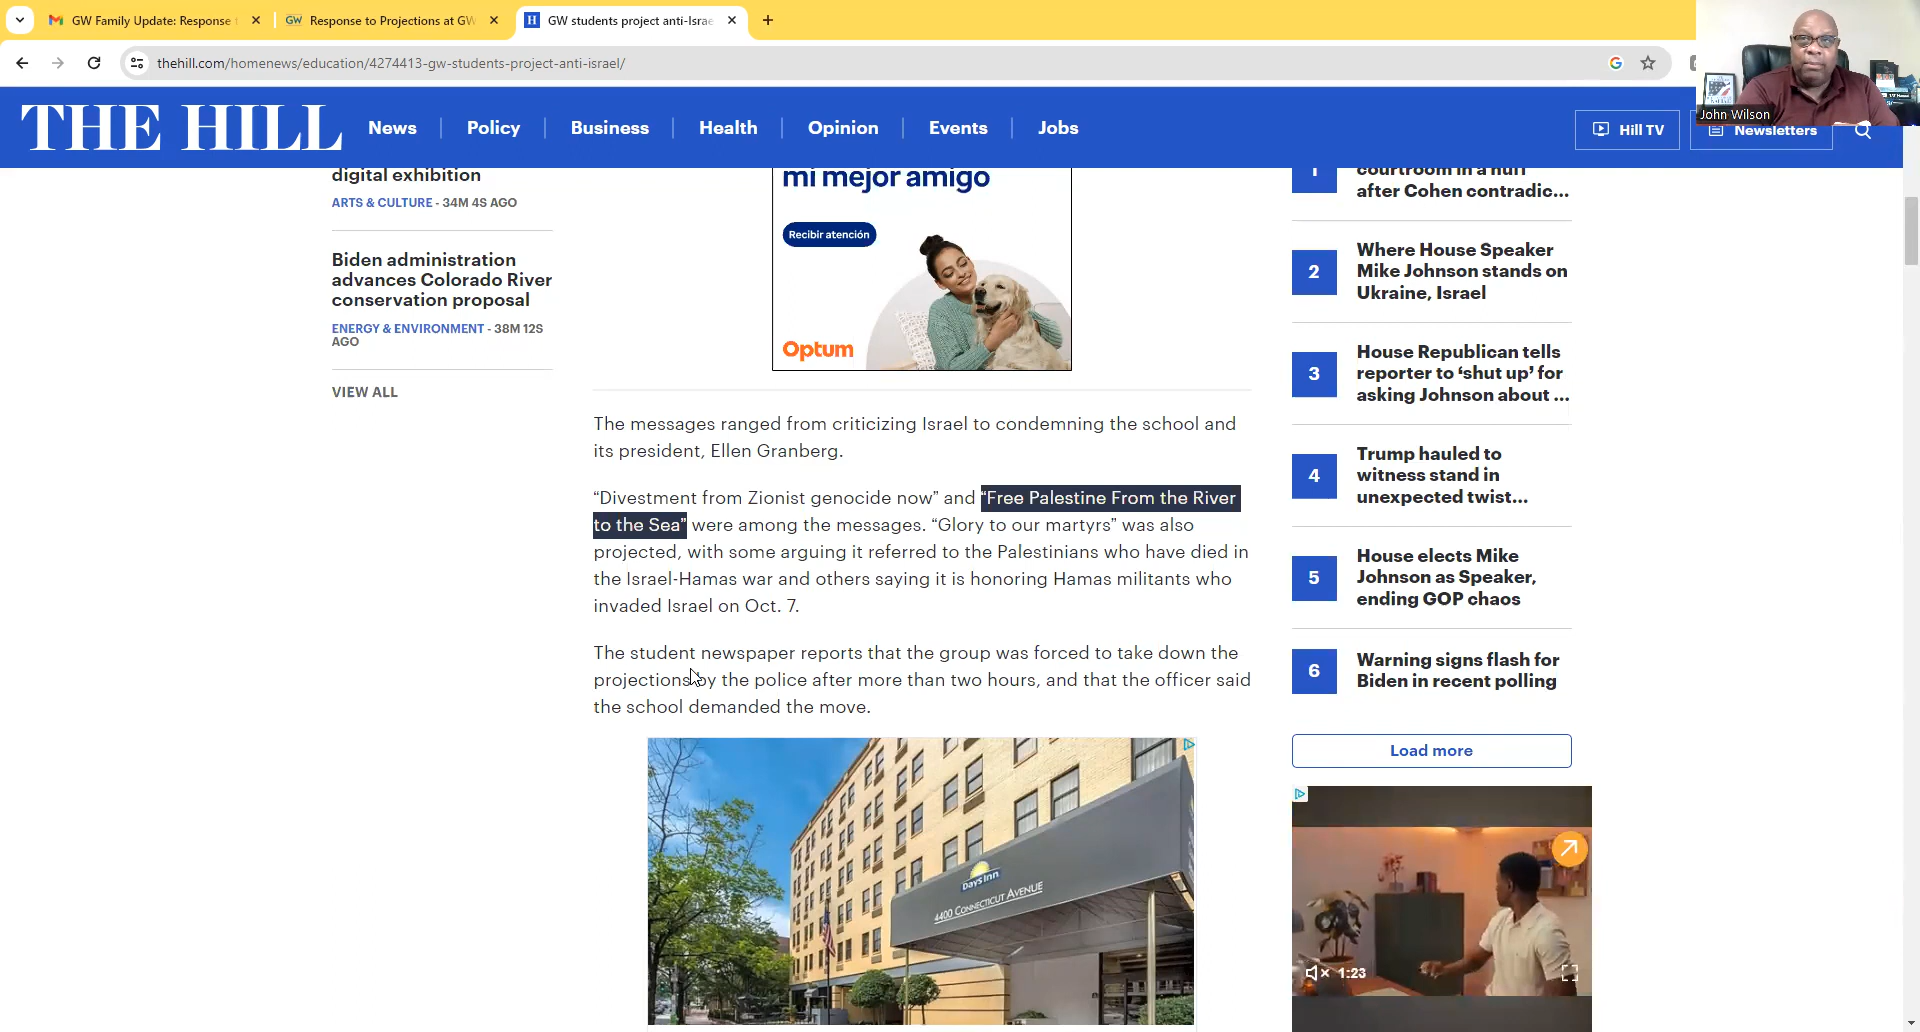 GW Family Update: Response
Response to Projections at GW
GW students project anti-Israe
thehill.com/homenews/education/4274413-gw-students-project-anti-israel/
John Wilson
THE HILL
News
Policy
Business
Health
Opinion
Events
Jobs
Hill TV
Newsletters
digital exhibition
ARTS & CULTURE - 34M 4S AGO
Biden administration
advances Colorado River
conservation proposal
ENERGY & ENVIRONMENT - 38M 12S
AGO
VIEW ALL
mi mejor amigo
Recibir atención
Optum
The messages ranged from criticizing Israel to condemning the school and
its president, Ellen Granberg.
“Divestment from Zionist genocide now” and “Free Palestine From the River
to the Sea” were among the messages. “Glory to our martyrs” was also
projected, with some arguing it referred to the Palestinians who have died in
the Israel-Hamas war and others saying it is honoring Hamas militants who
invaded Israel on Oct. 7.
The student newspaper reports that the group was forced to take down the
projections by the police after more than two hours, and that the officer said
the school demanded the move.
Days Inn
4400 CONNECTICUT AVENUE
1
courtroom in a huff
after Cohen contradic...
2
Where House Speaker
Mike Johnson stands on
Ukraine, Israel
3
House Republican tells
reporter to ‘shut up’ for
asking Johnson about ...
4
Trump hauled to
witness stand in
unexpected twist...
5
House elects Mike
Johnson as Speaker,
ending GOP chaos
6
Warning signs flash for
Biden in recent polling
Load more
1:23